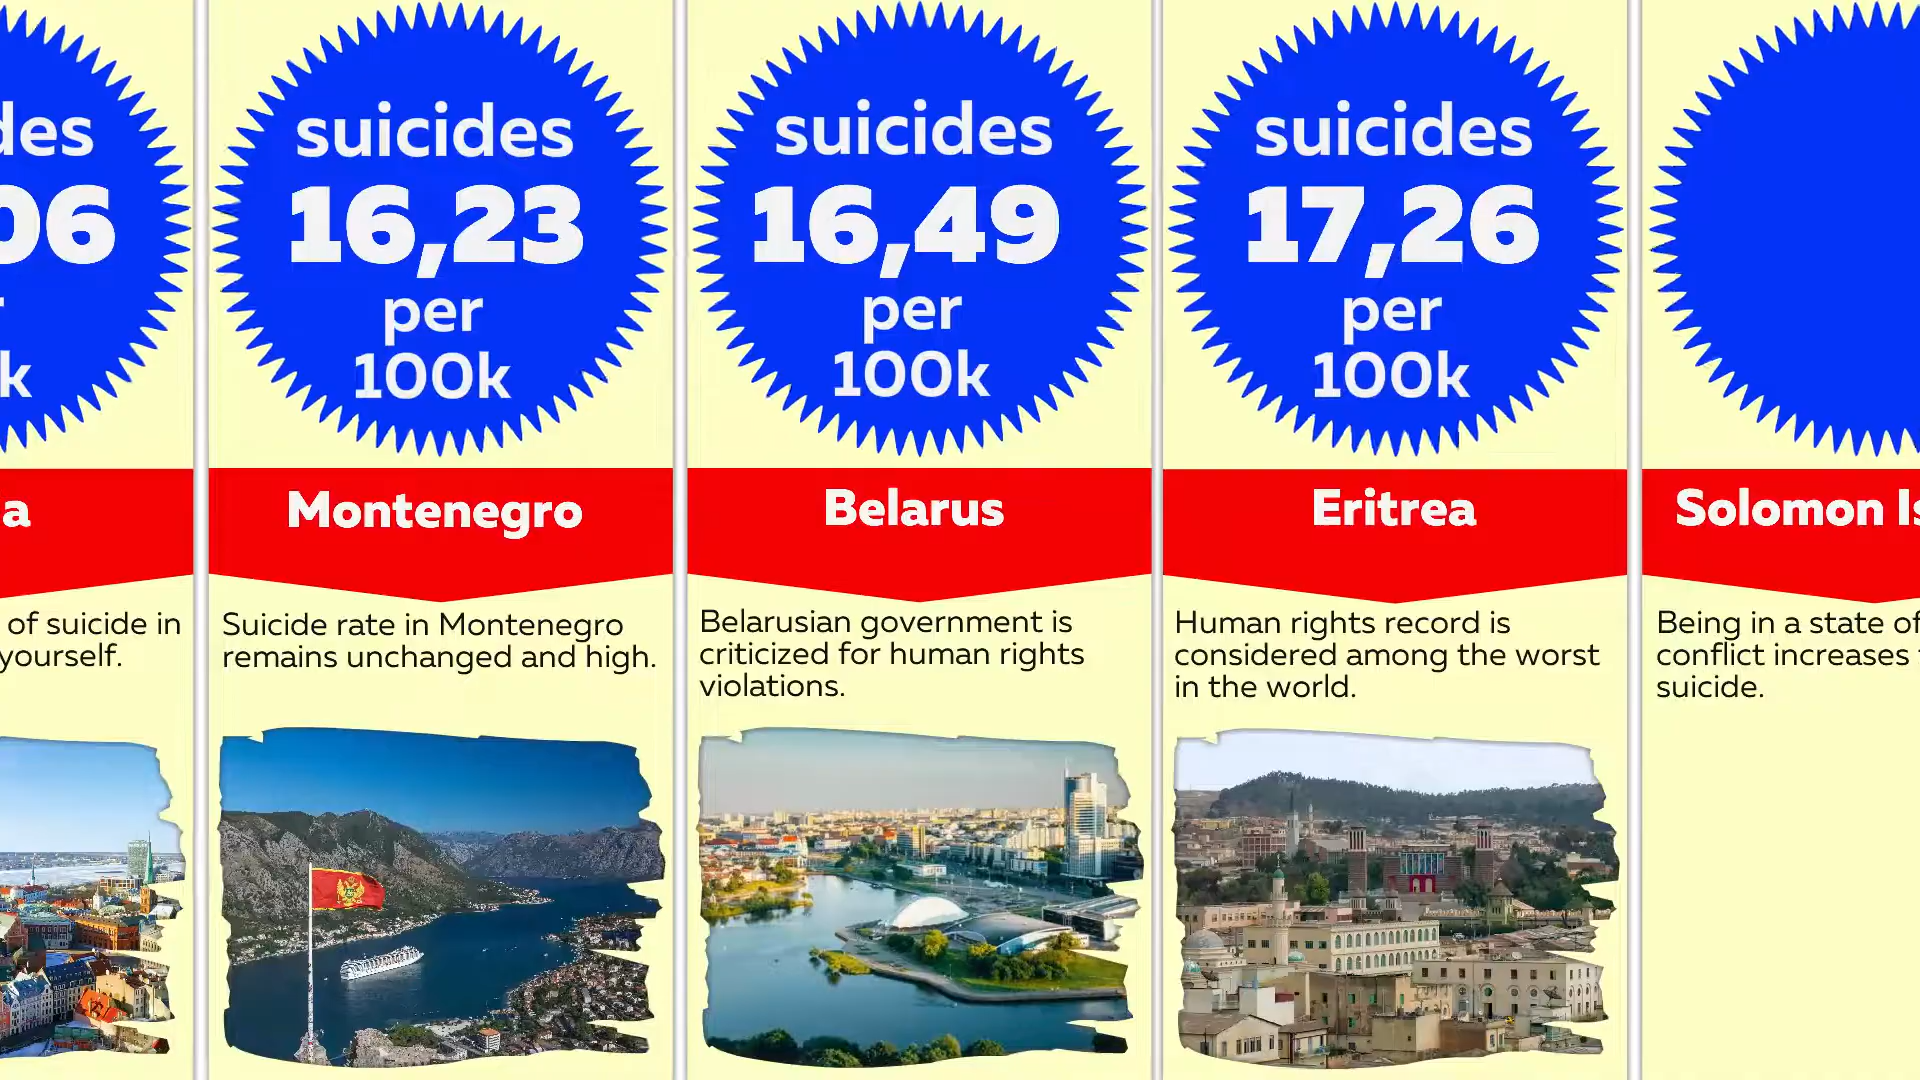 des
06
k
a
of suicide in
yourself.
suicides
16,23
per
100k
Montenegro
Suicide rate in Montenegro
remains unchanged and high.
suicides
16,49
per
100k
Belarus
Belarusian government is
criticized for human rights
violations.
suicides
17,26
per
100k
Eritrea
Human rights record is
considered among the worst
in the world.
Solomon Is
Being in a state of
conflict increases
suicide.